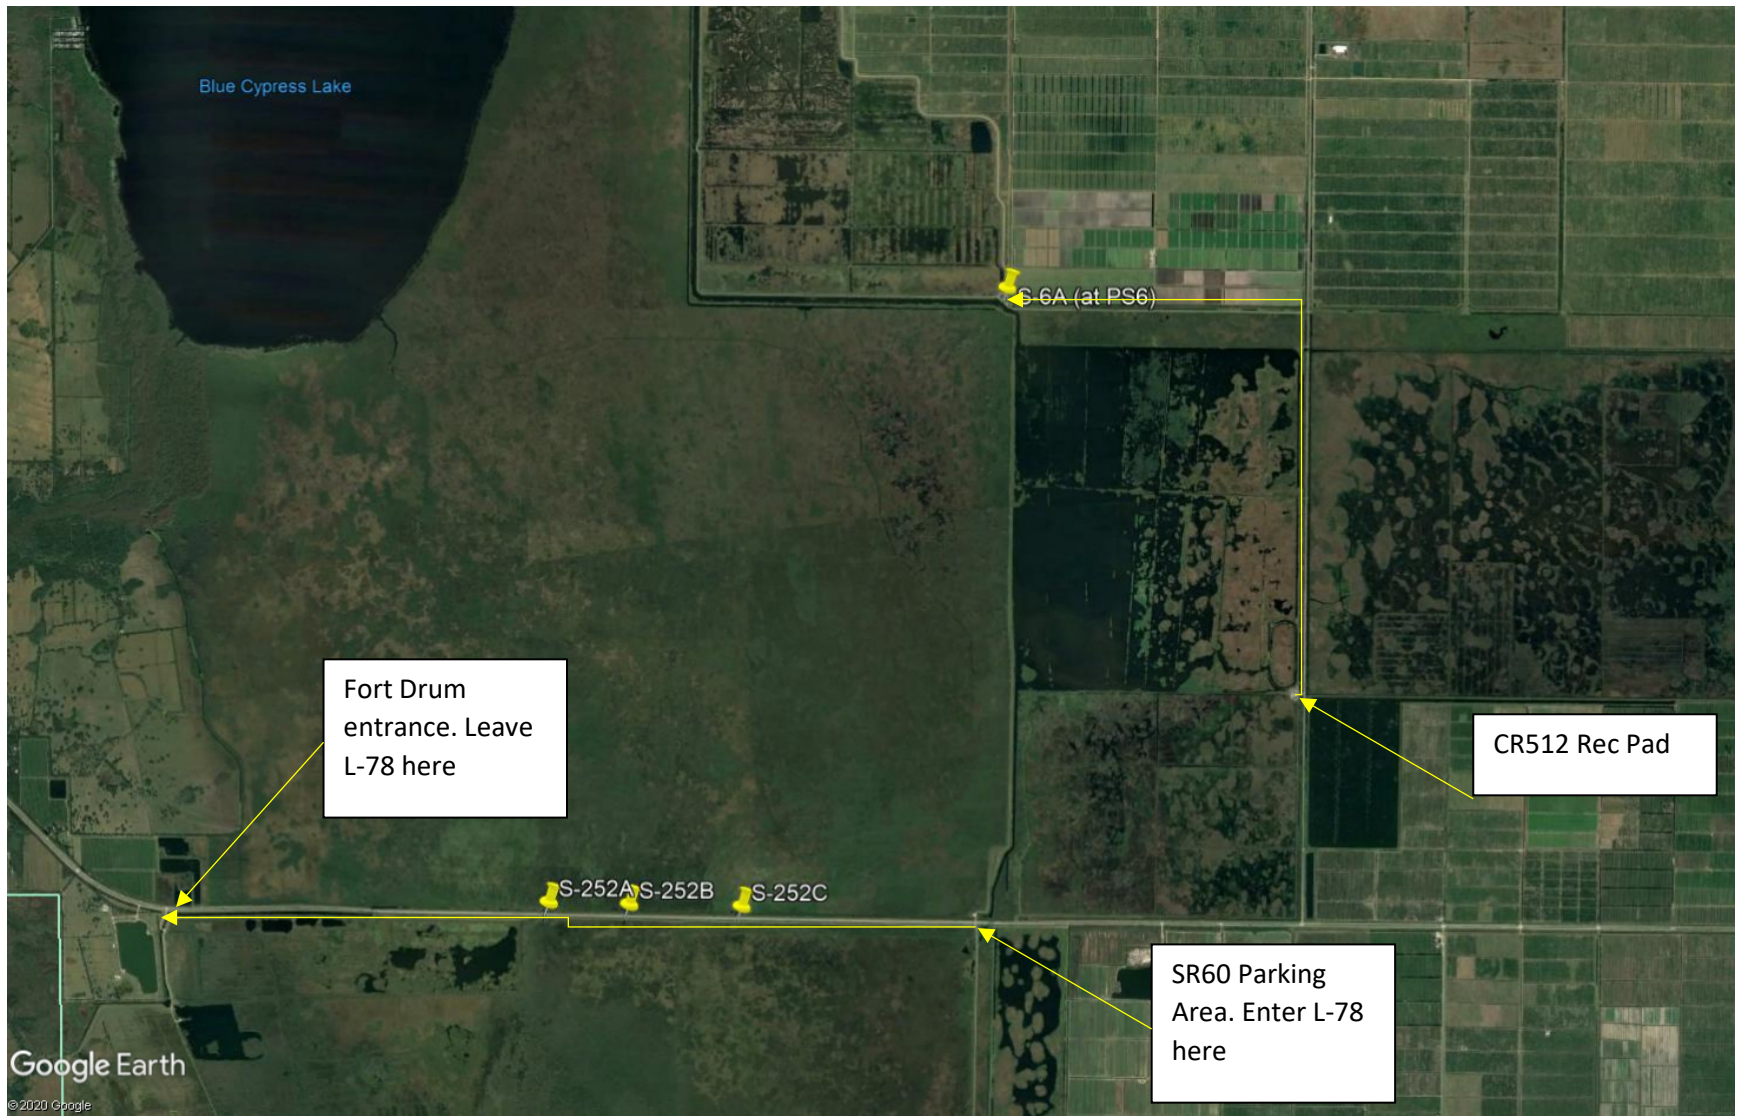 Blue Cypress Lake
S-6A (at PS6)
Fort Drum
entrance. Leave
L-78 here
CR512 Rec Pad
S-252A
S-252B
S-252C
SR60 Parking
Area. Enter L-78
here
Google Earth
© 2020 Google